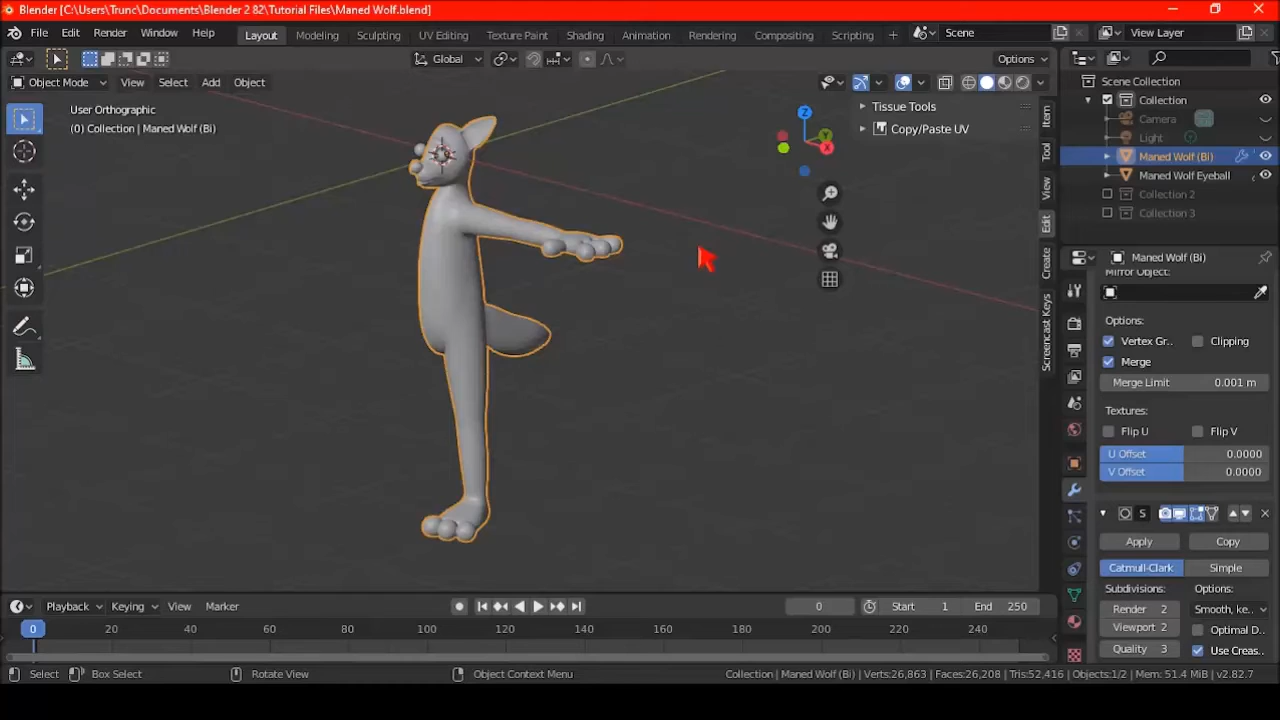 Blender [C:\Users\Trunc\Documents\Blender 2 82\Tutorial Files\Maned Wolf.blend]
File Edit Render Window Help Layout Modeling Sculpting UV Editing Texture Paint Shading Animation Rendering Compositing Scripting + Scene View Layer
Global Options
Object Mode View Select Add Object
User Orthographic
(0) Collection | Maned Wolf (Bi)
Z
Y
X
Tissue Tools
Copy/Paste UV
Item
Tool
View
Edit
Create
Screencast Keys
Scene Collection
Collection
Camera
Light
Maned Wolf (Bi)
Maned Wolf Eyeball
Collection 2
Collection 3
Maned Wolf (Bi)
Mirror Object:
Options:
Vertex Gr.. Clipping
Merge
Merge Limit 0.001 m
Textures:
Flip U Flip V
U Offset 0.0000
V Offset 0.0000
S
Apply Copy
Catmull-Clark Simple
Subdivisions: Options:
Render 2 Smooth, ke..
Viewport 2 Optimal D..
Quality 3 Use Creas..
Playback Keying View Marker 0 Start 1 End 250
0 20 40 60 80 100 120 140 160 180 200 220 240
Select Box Select Rotate View Object Context Menu Collection | Maned Wolf (Bi) | Verts:26,863 | Faces:26,208 | Tris:52,416 | Objects:1/2 | Mem: 51.4 MiB | v2.82.7